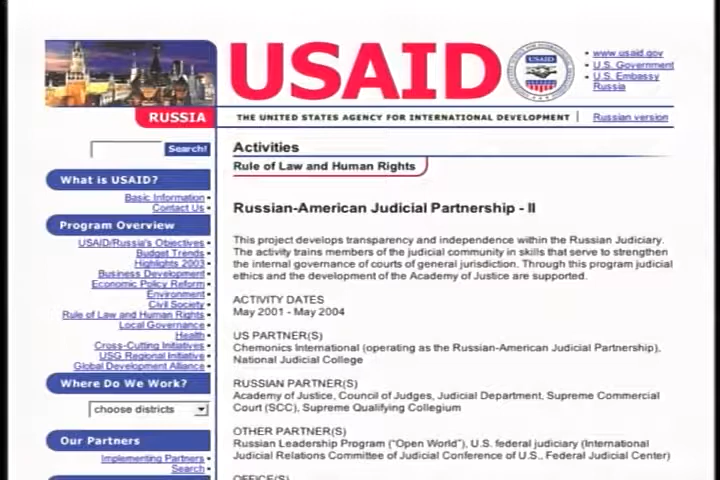 USAID
USAID
www.usaid.gov
U.S. Government
U.S. Embassy
Russia
RUSSIA
THE UNITED STATES AGENCY FOR INTERNATIONAL DEVELOPMENT
Russian version
Search!
Activities
Rule of Law and Human Rights
What is USAID?
Basic Information
Contact Us
Program Overview
USAID/Russia's Objectives
Budget Trends
Highlights 2003
Business Development
Economic Policy Reform
Environment
Civil Society
Rule of Law and Human Rights
Local Governance
Health
Cross-Cutting Initiatives
USG Regional Initiative
Global Development Alliance
Where Do We Work?
choose districts
Our Partners
Implementing Partners
Search
Russian-American Judicial Partnership - II
This project develops transparency and independence within the Russian Judiciary.
The activity trains members of the judicial community in skills that serve to strengthen
the internal governance of courts of general jurisdiction. Through this program judicial
ethics and the development of the Academy of Justice are supported.
ACTIVITY DATES
May 2001 - May 2004
US PARTNER(S)
Chemonics International (operating as the Russian-American Judicial Partnership),
National Judicial College
RUSSIAN PARTNER(S)
Academy of Justice, Council of Judges, Judicial Department, Supreme Commercial
Court (SCC), Supreme Qualifying Collegium
OTHER PARTNER(S)
Russian Leadership Program ("Open World"), U.S. federal judiciary (International
Judicial Relations Committee of Judicial Conference of U.S., Federal Judicial Center)
OFFICE(S)